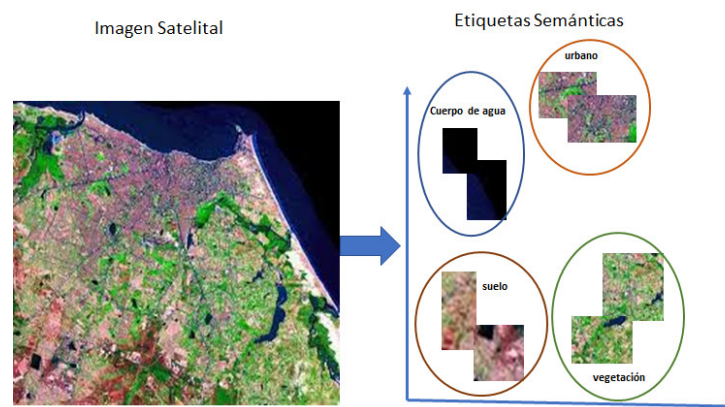 Imagen Satelital
Etiquetas Semánticas
urbano
Cuerpo de agua
suelo
vegetación